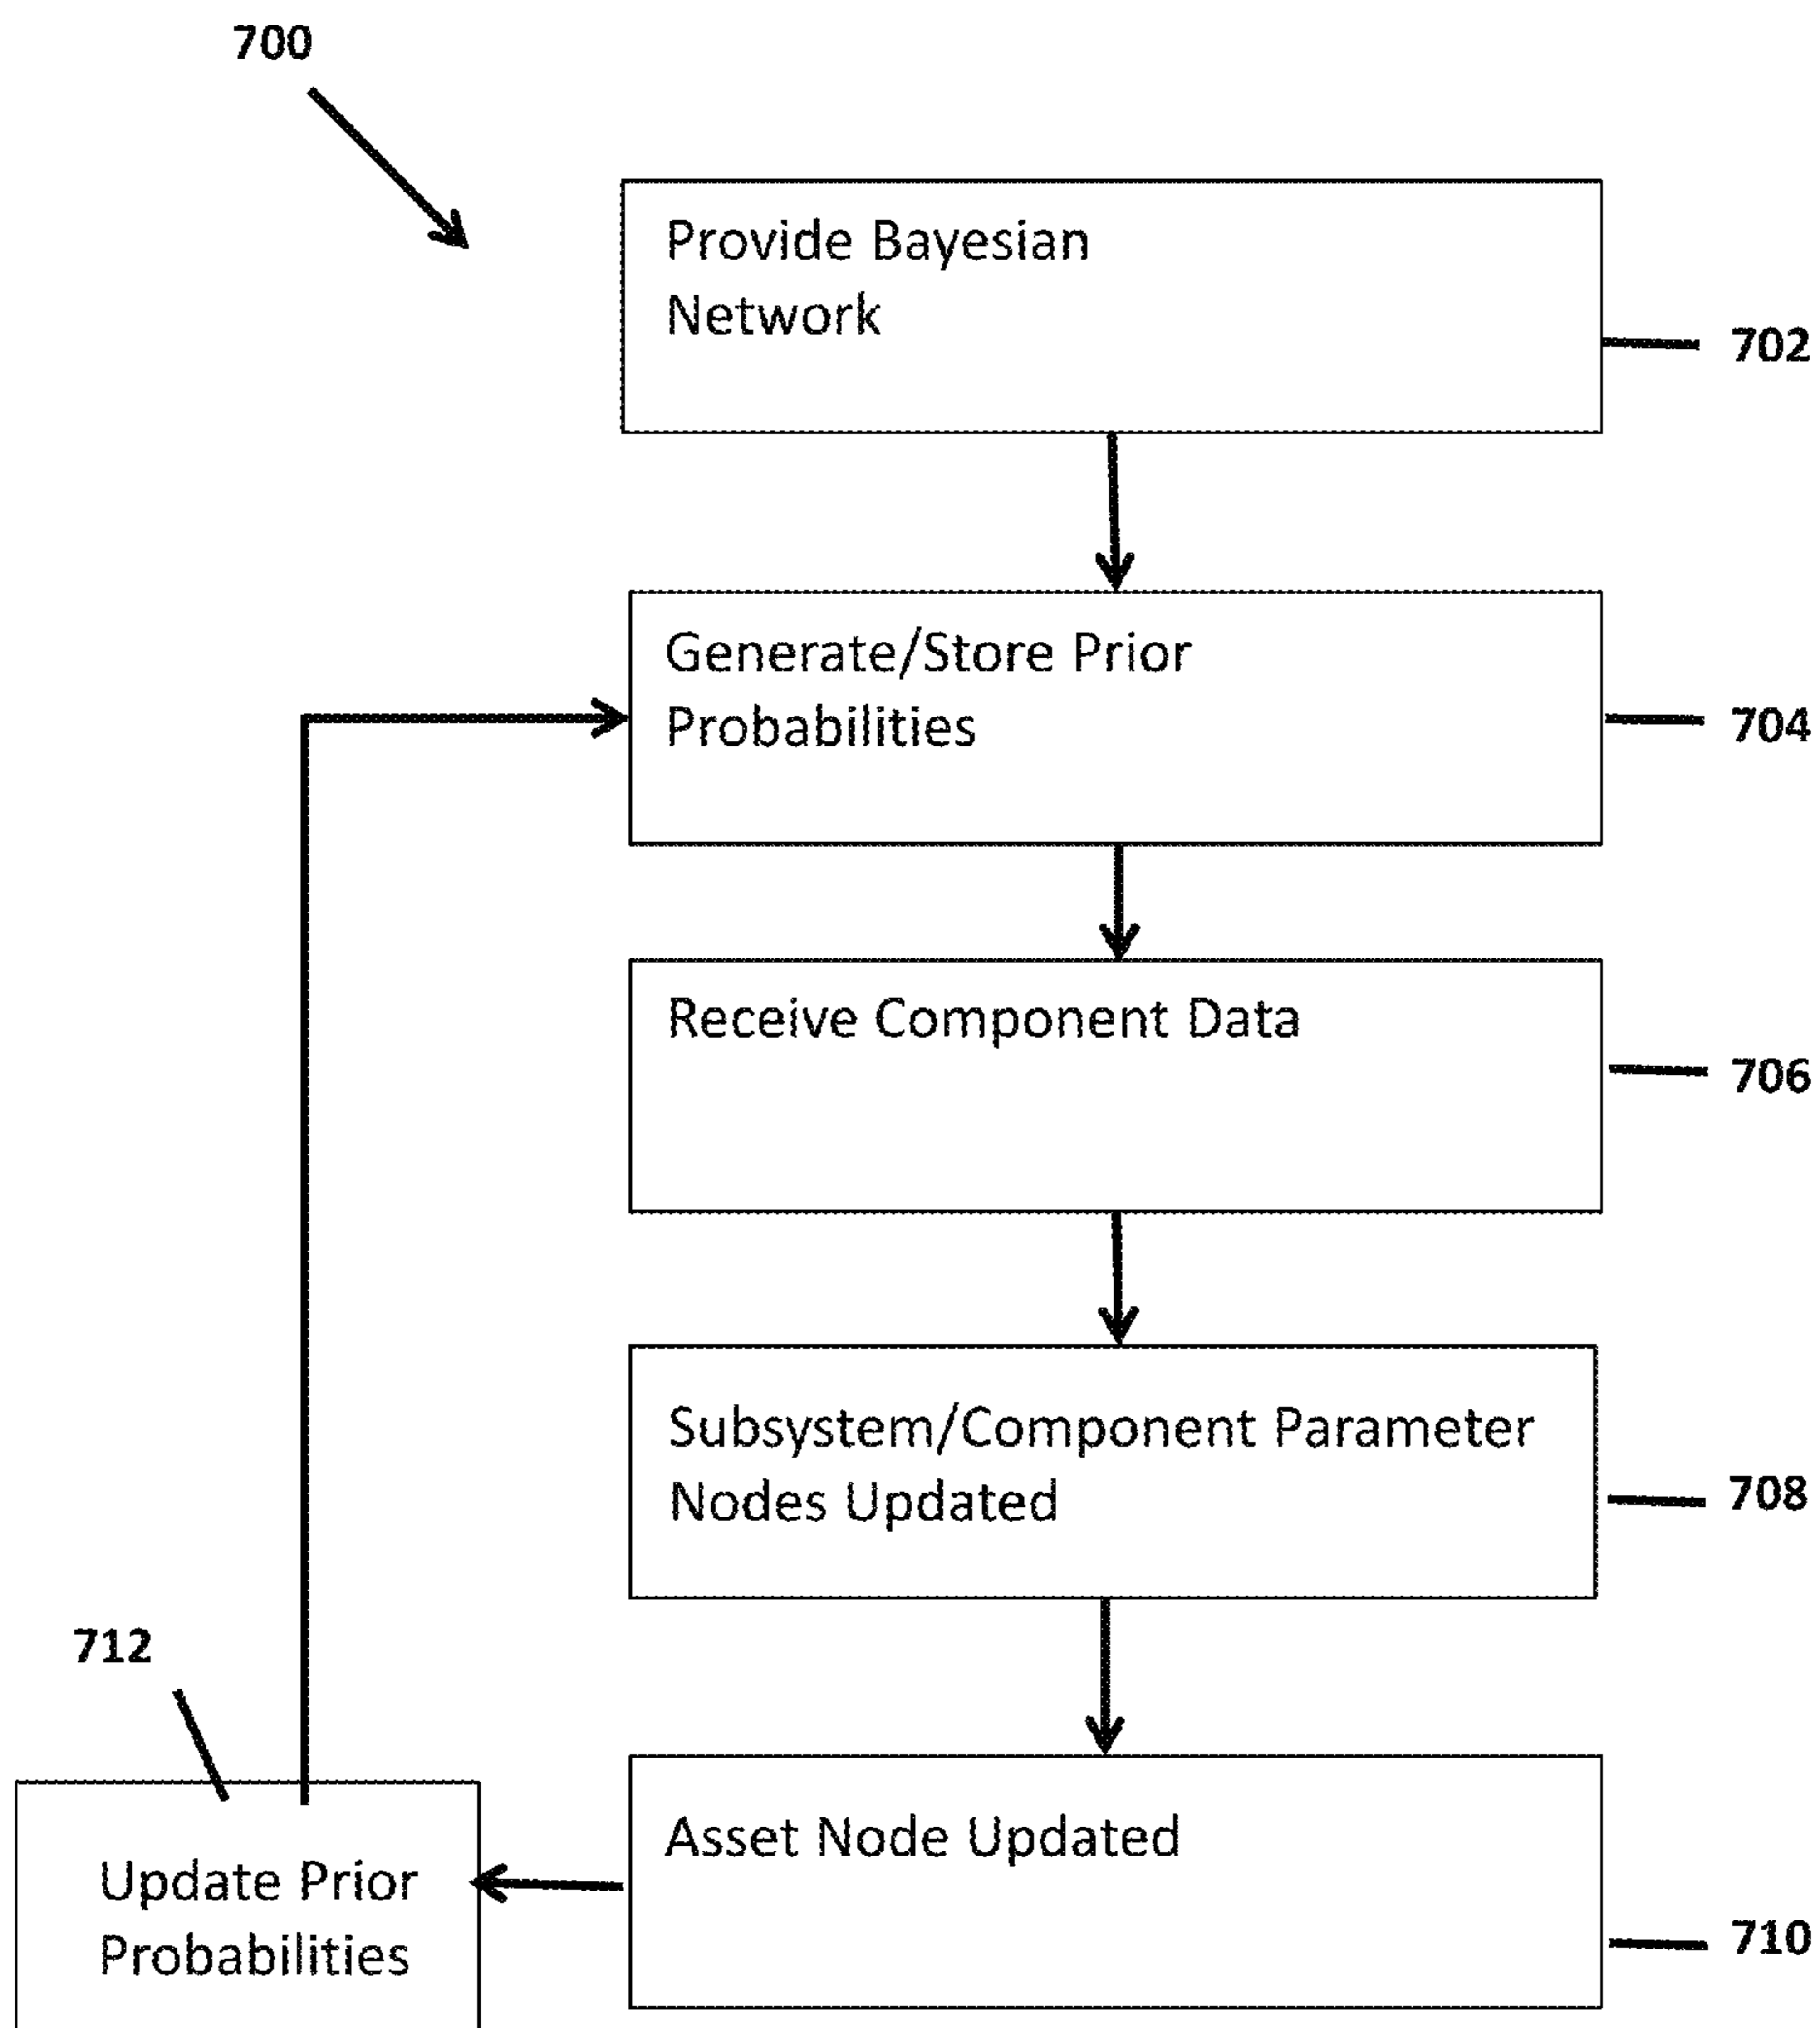 700
Provide Bayesian
Network
702
Generate/Store Prior
Probabilities
704
Receive Component Data
706
Subsystem/Component Parameter
Nodes Updated
708
712
Asset Node Updated
Update Prior
Probabilities
710